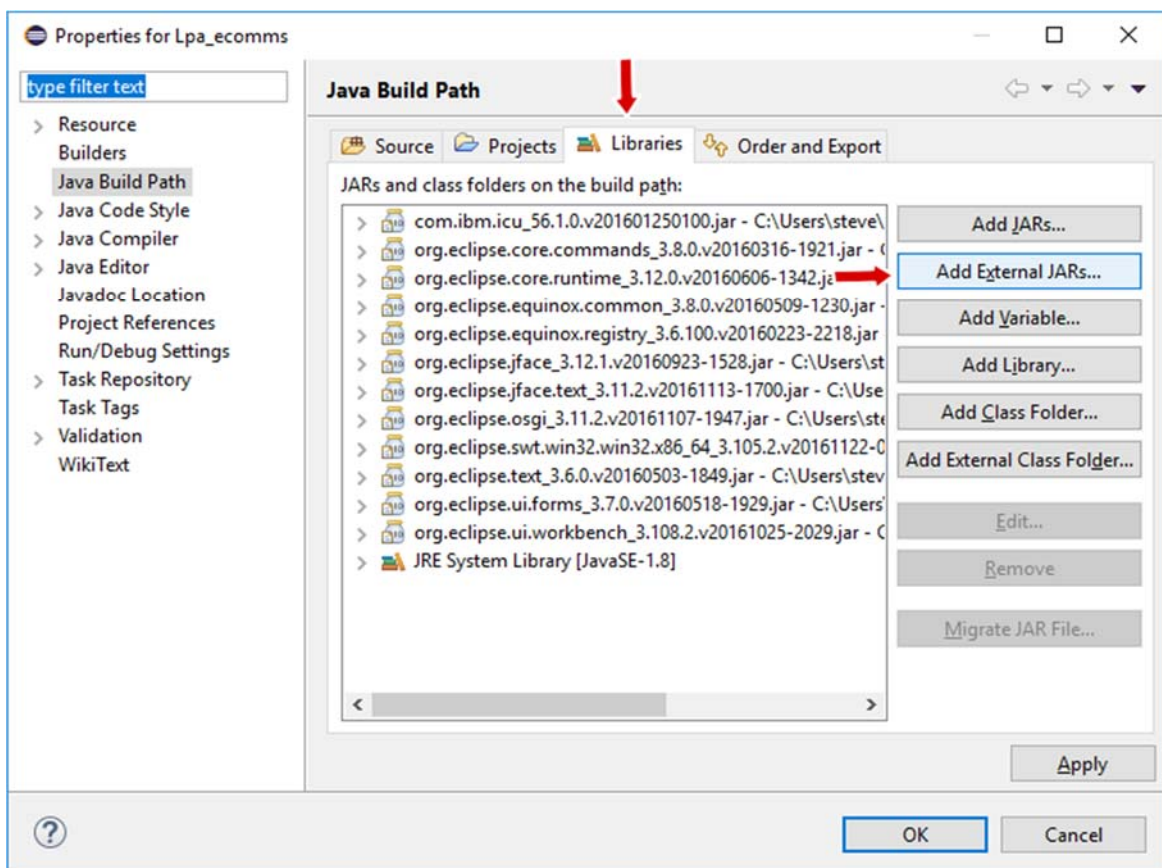 Properties for Lpa_ecomms
type filter text
Resource
Builders
Java Build Path
Java Code Style
Java Compiler
Java Editor
Javadoc Location
Project References
Run/Debug Settings
Task Repository
Task Tags
Validation
WikiText
Java Build Path
Source Projects Libraries Order and Export
JARs and class folders on the build path:
com.ibm.icu_56.1.0.v201601250100.jar - C:\Users\steve\
org.eclipse.core.commands_3.8.0.v20160316-1921.jar -
org.eclipse.core.runtime_3.12.0.v20160606-1342.ja
org.eclipse.equinox.common_3.8.0.v20160509-1230.jar -
org.eclipse.equinox.registry_3.6.100.v20160223-2218.jar
org.eclipse.jface_3.12.1.v20160923-1528.jar - C:\Users\st
org.eclipse.jface.text_3.11.2.v20161113-1700.jar - C:\Use
org.eclipse.osgi_3.11.2.v20161107-1947.jar - C:\Users\ste
org.eclipse.swt.win32.win32.x86_64_3.105.2.v20161122-0
org.eclipse.text_3.6.0.v20160503-1849.jar - C:\Users\stev
org.eclipse.ui.forms_3.7.0.v20160518-1929.jar - C:\Users
org.eclipse.ui.workbench_3.108.2.v20161025-2029.jar - C
JRE System Library [JavaSE-1.8]
Add JARs...
Add External JARs...
Add Variable...
Add Library...
Add Class Folder...
Add External Class Folder...
Edit...
Remove
Migrate JAR File...
Apply
OK Cancel